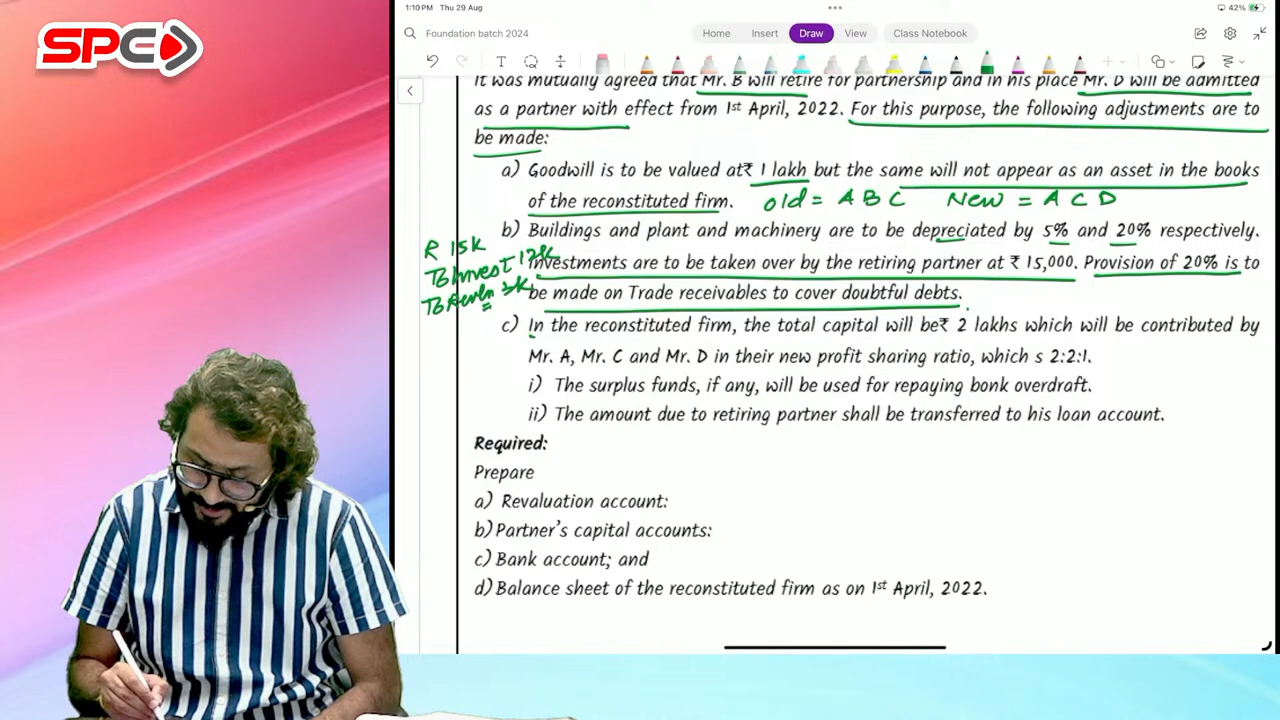 SPC
1:10 PM Thu 29 Aug
42%
Foundation batch 2024
Home Insert Draw View Class Notebook
It was mutually agreed that Mr. B will retire for partnership and in his place Mr. D will be admitted
as a partner with effect from 1st April, 2022. For this purpose, the following adjustments are to
be made:
a) Goodwill is to be valued at₹ 1 lakh but the same will not appear as an asset in the books
of the reconstituted firm. old = A B C New = A C D
b) Buildings and plant and machinery are to be depreciated by 5% and 20% respectively.
R 15k
Investments are to be taken over by the retiring partner at ₹ 15,000. Provision of 20% is to
To Invest 12k
be made on Trade receivables to cover doubtful debts.
To Revln 3k
c) In the reconstituted firm, the total capital will be₹ 2 lakhs which will be contributed by
Mr. A, Mr. C and Mr. D in their new profit sharing ratio, which s 2:2:1.
i) The surplus funds, if any, will be used for repaying bonk overdraft.
ii) The amount due to retiring partner shall be transferred to his loan account.
Required:
Prepare
a) Revaluation account:
b) Partner's capital accounts:
c) Bank account; and
d) Balance sheet of the reconstituted firm as on 1st April, 2022.